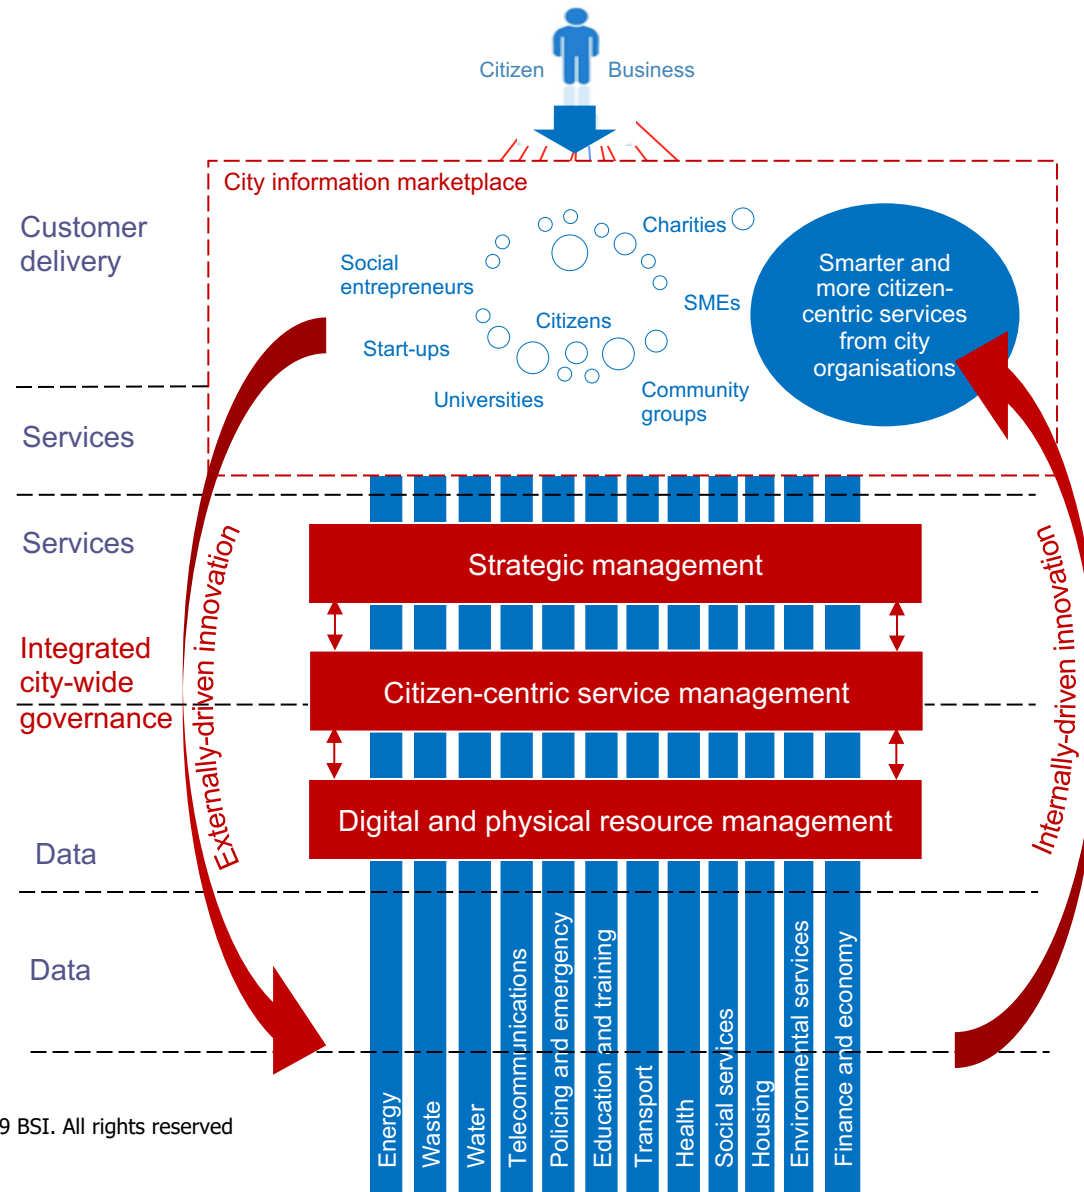 Citizen
Business
City information marketplace
Customer
delivery
Charities
Social
entrepreneurs
SMEs
Citizens
Start-ups
Universities
Community
groups
Smarter and
more citizen-
centric services
from city
organisations
Services
Services
Strategic management
Externally-driven innovation
Internally-driven innovation
Integrated
city-wide
governance
Citizen-centric service management
Digital and physical resource management
Data
Data
Energy
Waste
Water
Telecommunications
Policing and emergency
Education and training
Transport
Health
Social services
Housing
Environmental services
Finance and economy
9 BSI. All rights reserved